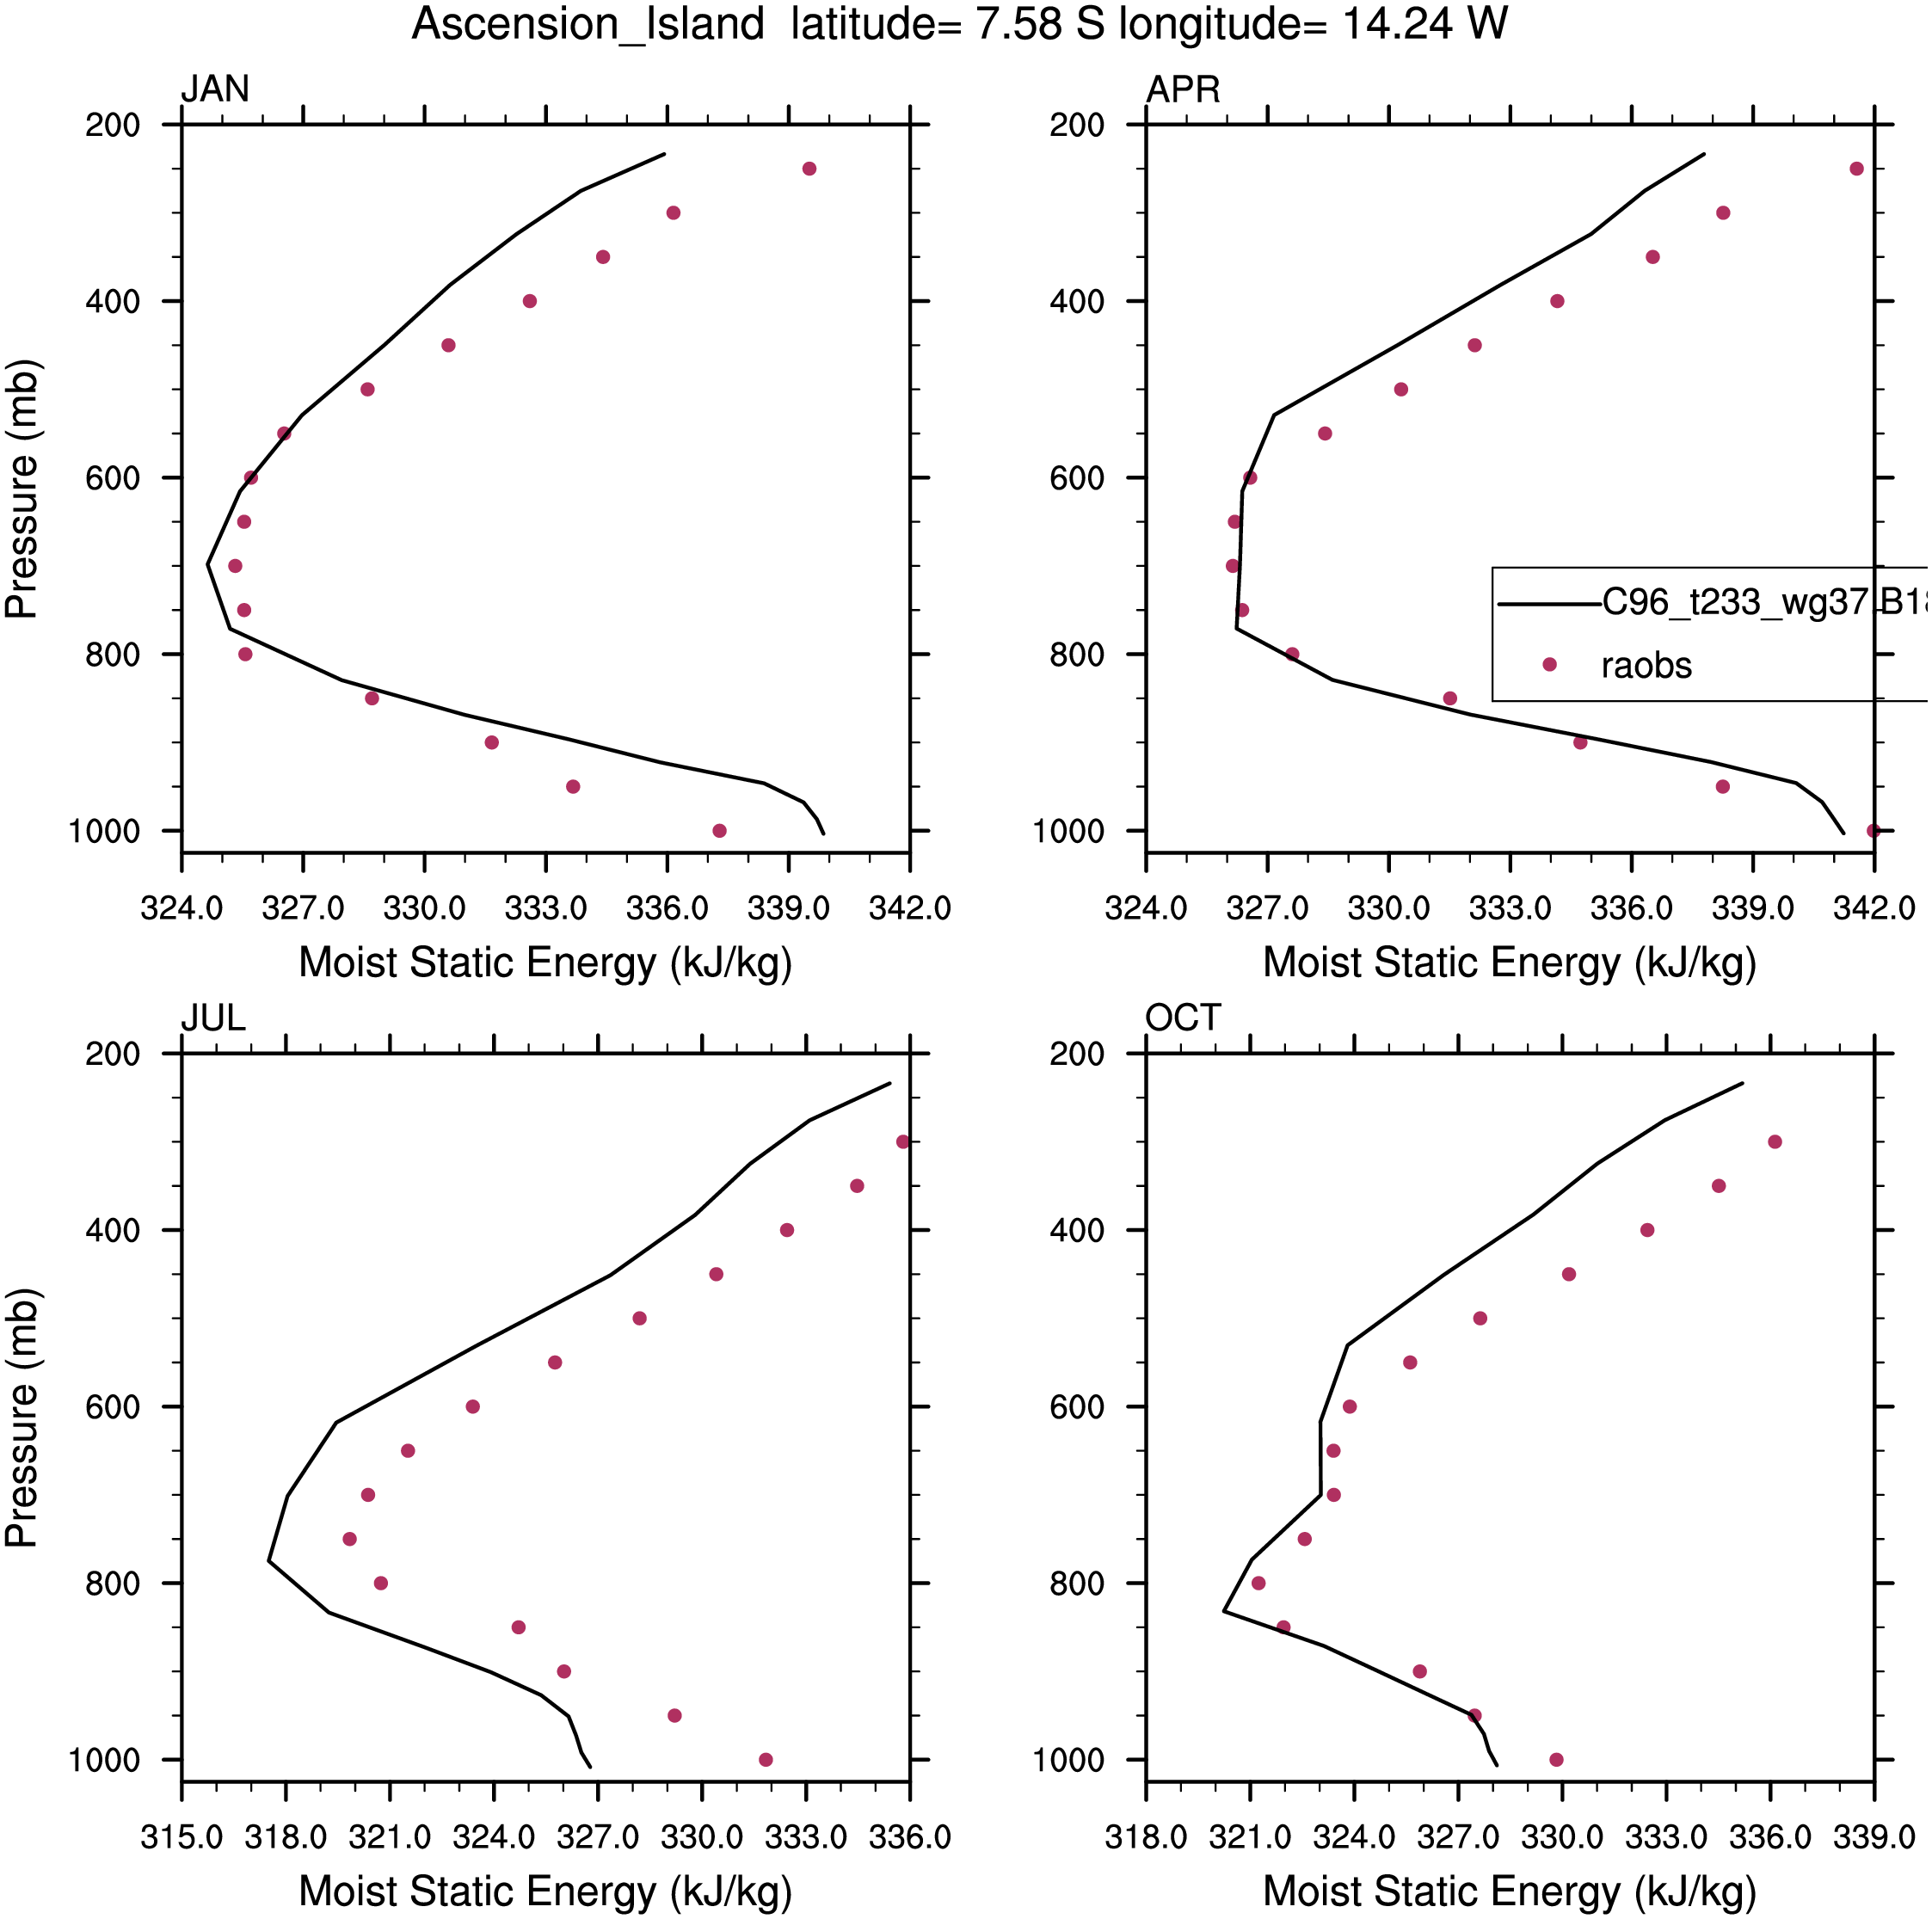 Ascension_Island latitude= 7.58 S longitude= 14.24 W
JAN
200
400
600
800
1000
Pressure (mb)
324.0 327.0 330.0 333.0 336.0 339.0 342.0
Moist Static Energy (kJ/kg)
APR
200
400
600
800
1000
C96_t233_wg37.B18
raobs
324.0 327.0 330.0 333.0 336.0 339.0 342.0
Moist Static Energy (kJ/kg)
JUL
200
400
600
800
1000
Pressure (mb)
315.0 318.0 321.0 324.0 327.0 330.0 333.0 336.0
Moist Static Energy (kJ/kg)
OCT
200
400
600
800
1000
318.0 321.0 324.0 327.0 330.0 333.0 336.0 339.0
Moist Static Energy (kJ/kg)